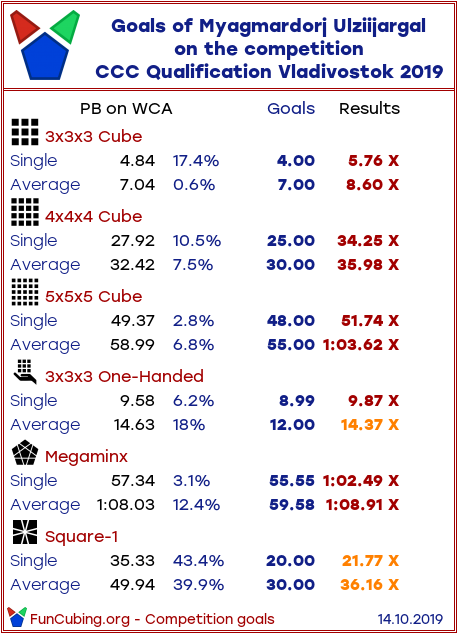 Goals of Myagmardorj Ulziijargal
on the competition
CCC Qualification Vladivostok 2019
PB on WCA Goals Results
3x3x3 Cube
Single 4.84 17.4% 4.00 5.76 X
Average 7.04 0.6% 7.00 8.60 X
4x4x4 Cube
Single 27.92 10.5% 25.00 34.25 X
Average 32.42 7.5% 30.00 35.98 X
5x5x5 Cube
Single 49.37 2.8% 48.00 51.74 X
Average 58.99 6.8% 55.00 1:03.62 X
3x3x3 One-Handed
Single 9.58 6.2% 8.99 9.87 X
Average 14.63 18% 12.00 14.37 X
Megaminx
Single 57.34 3.1% 55.55 1:02.49 X
Average 1:08.03 12.4% 59.58 1:08.91 X
Square-1
Single 35.33 43.4% 20.00 21.77 X
Average 49.94 39.9% 30.00 36.16 X
FunCubing.org - Competition goals 14.10.2019